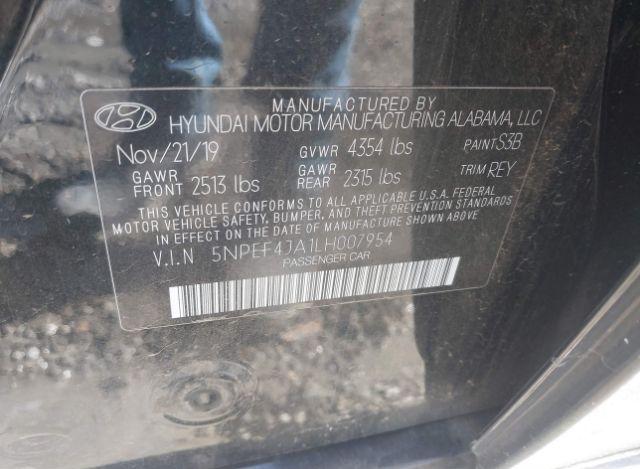 MANUFACTURED BY
HYUNDAI MOTOR MANUFACTURING ALABAMA, LLC
Nov/21/19 GVWR 4354 lbs PAINT S3B
GAWR FRONT 2513 lbs GAWR REAR 2315 lbs TRIM REY
THIS VEHICLE CONFORMS TO ALL APPLICABLE U.S.A. FEDERAL
MOTOR VEHICLE SAFETY, BUMPER, AND THEFT PREVENTION
STANDARDS IN EFFECT ON THE DATE OF MANUFACTURE SHOWN ABOVE.
V.I.N 5NPEF4JA1LH007954
PASSENGER CAR